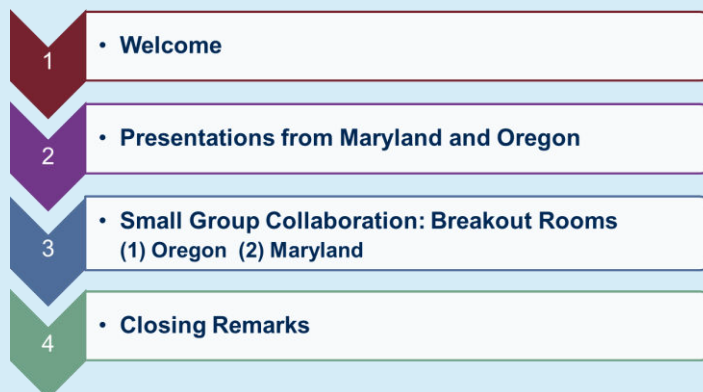 1
• Welcome
2
• Presentations from Maryland and Oregon
3
• Small Group Collaboration: Breakout Rooms
(1) Oregon (2) Maryland
4
• Closing Remarks